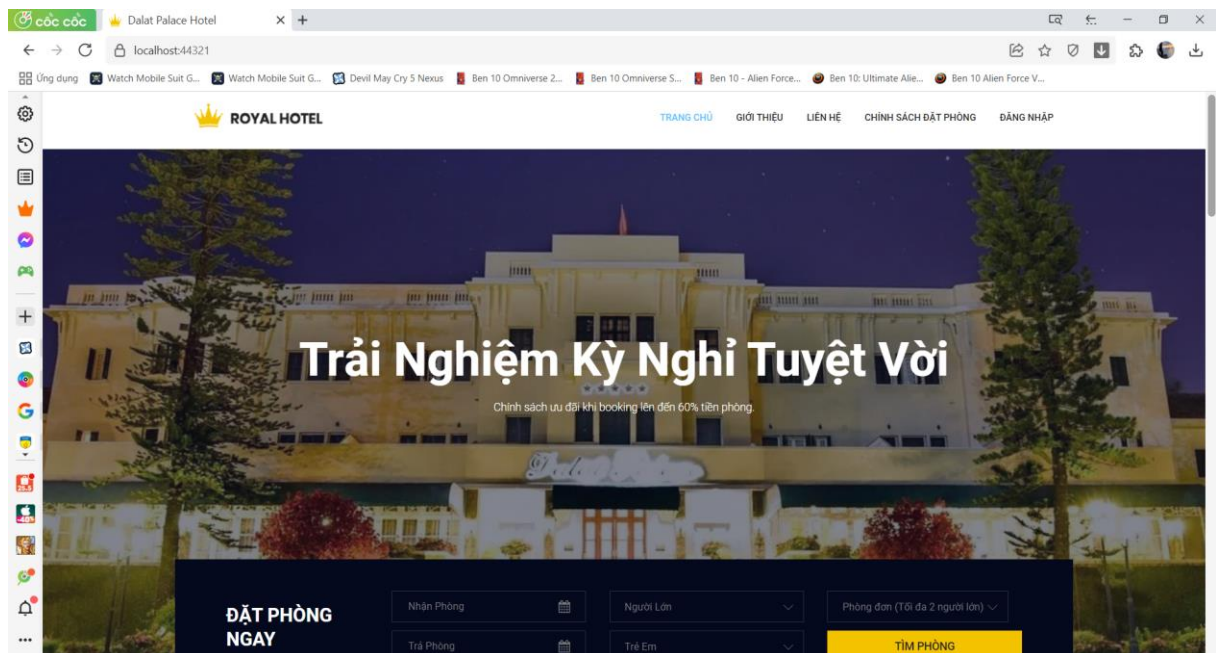 cốc cốc
Dalat Palace Hotel
localhost:44321
Ứng dụng
Watch Mobile Suit G...
Watch Mobile Suit G...
Devil May Cry 5 Nexus
Ben 10 Omniverse 2...
Ben 10 Omniverse S...
Ben 10 - Alien Force...
Ben 10: Ultimate Alie...
Ben 10 Alien Force V...
ROYAL HOTEL
TRANG CHỦ
GIỚI THIỆU
LIÊN HỆ
CHÍNH SÁCH ĐẶT PHÒNG
ĐĂNG NHẬP
Trải Nghiệm Kỳ Nghỉ Tuyệt Vời
Chính sách ưu đãi khi booking lên đến 60% tiền phòng.
ĐẶT PHÒNG
NGAY
Nhận Phòng
Người Lớn
Phòng đơn (Tối đa 2 người lớn)
Trả Phòng
Trẻ Em
TÌM PHÒNG